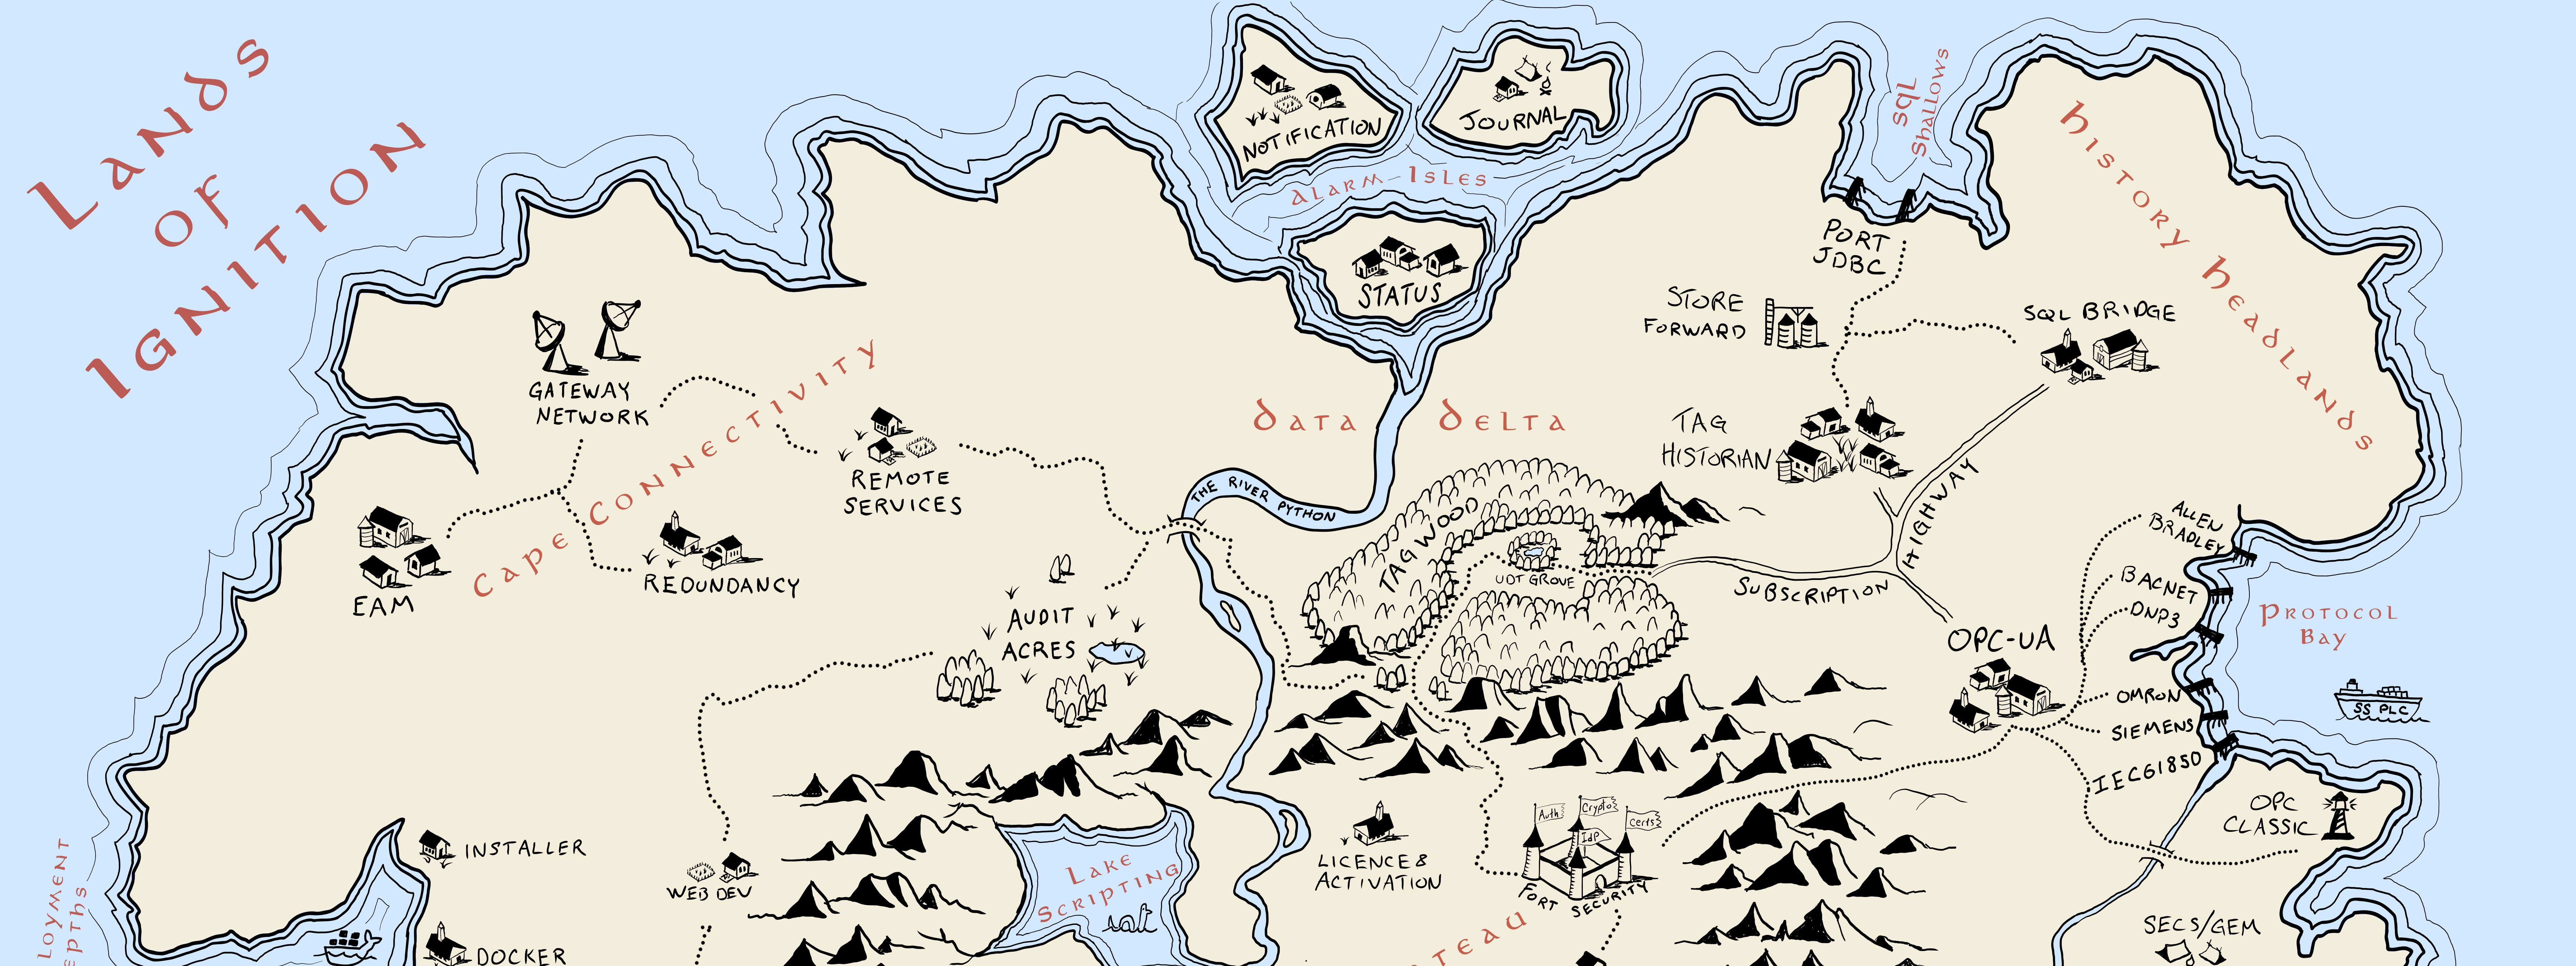 Lands
of
Ignition
NOTIFICATION
JOURNAL
Alarm Isles
STATUS
SQL
Shallows
PORT
JDBC
History Headlands
STORE
FORWARD
SQL BRIDGE
GATEWAY
NETWORK
Cape Connectivity
REMOTE
SERVICES
Data Delta
TAG
HISTORIAN
THE RIVER PYTHON
TAGWOOD
UDT GROVE
HIGHWAY
SUBSCRIPTION
ALLEN
BRADLEY
BACNET
DNP3
Protocol
Bay
EAM
REDUNDANCY
AUDIT
ACRES
OPC-UA
OMRON
SIEMENS
IEC61850
SS PLC
OPC
CLASSIC
INSTALLER
WEB DEV
Lake
Scripting
LICENCE &
ACTIVATION
Auth
Crypto
Certs
IdP
FORT SECURITY
SECS/GEM
DOCKER
loyment
epths
teau